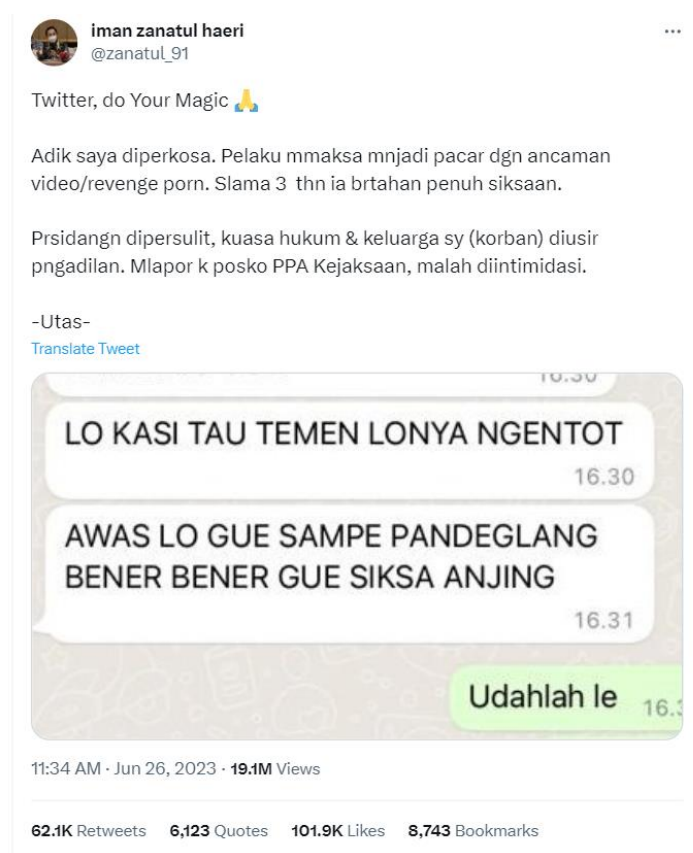 iman zanatul haeri
@zanatul_91
Twitter, do Your Magic 🙏
Adik saya diperkosa. Pelaku mmaksa mnjadi pacar dgn ancaman
video/revenge porn. Slama 3 thn ia brtahan penuh siksaan.
Prsidangn dipersulit, kuasa hukum & keluarga sy (korban) diusir
pngadilan. Mlapor k posko PPA Kejaksaan, malah diintimidasi.
-Utas-
Translate Tweet
16.30
LO KASI TAU TEMEN LONYA NGENTOT
16.30
AWAS LO GUE SAMPE PANDEGLANG
BENER BENER GUE SIKSA ANJING
16.31
Udahlah le
11:34 AM · Jun 26, 2023 · 19.1M Views
62.1K Retweets 6,123 Quotes 101.9K Likes 8,743 Bookmarks